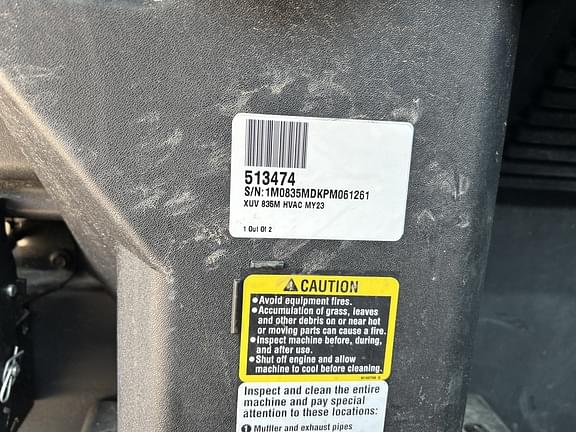 513474
S/N:1M0835MDKPM061261
XUV 835M HVAC MY23
1 Out Of 2
CAUTION
●Avoid equipment fires.
●Accumulation of grass, leaves
and other debris on or near hot
or moving parts can cause a fire.
●Inspect machine before, during,
and after use.
●Shut off engine and allow
machine to cool before cleaning.
Inspect and clean the entire
machine and pay special
attention to these locations:
1 Muffler and exhaust pipes